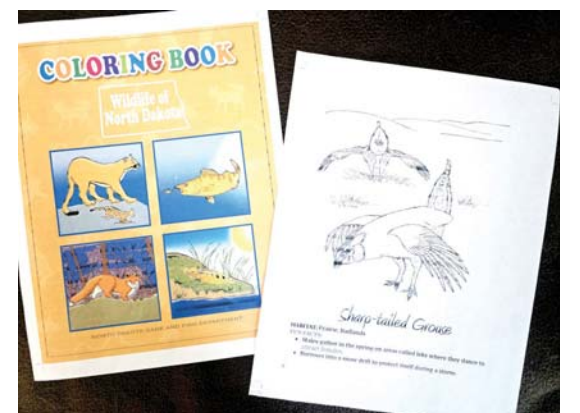 COLORING BOOK
Wildlife of
North Dakota
NORTH DAKOTA GAME AND FISH DEPARTMENT
Sharp-tailed Grouse
HABITAT: Prairie, Badlands
FUN FACTS:
• Males gather in the spring on areas called leks where they dance to
attract females.
• Burrows into a snow drift to protect itself during a storm.